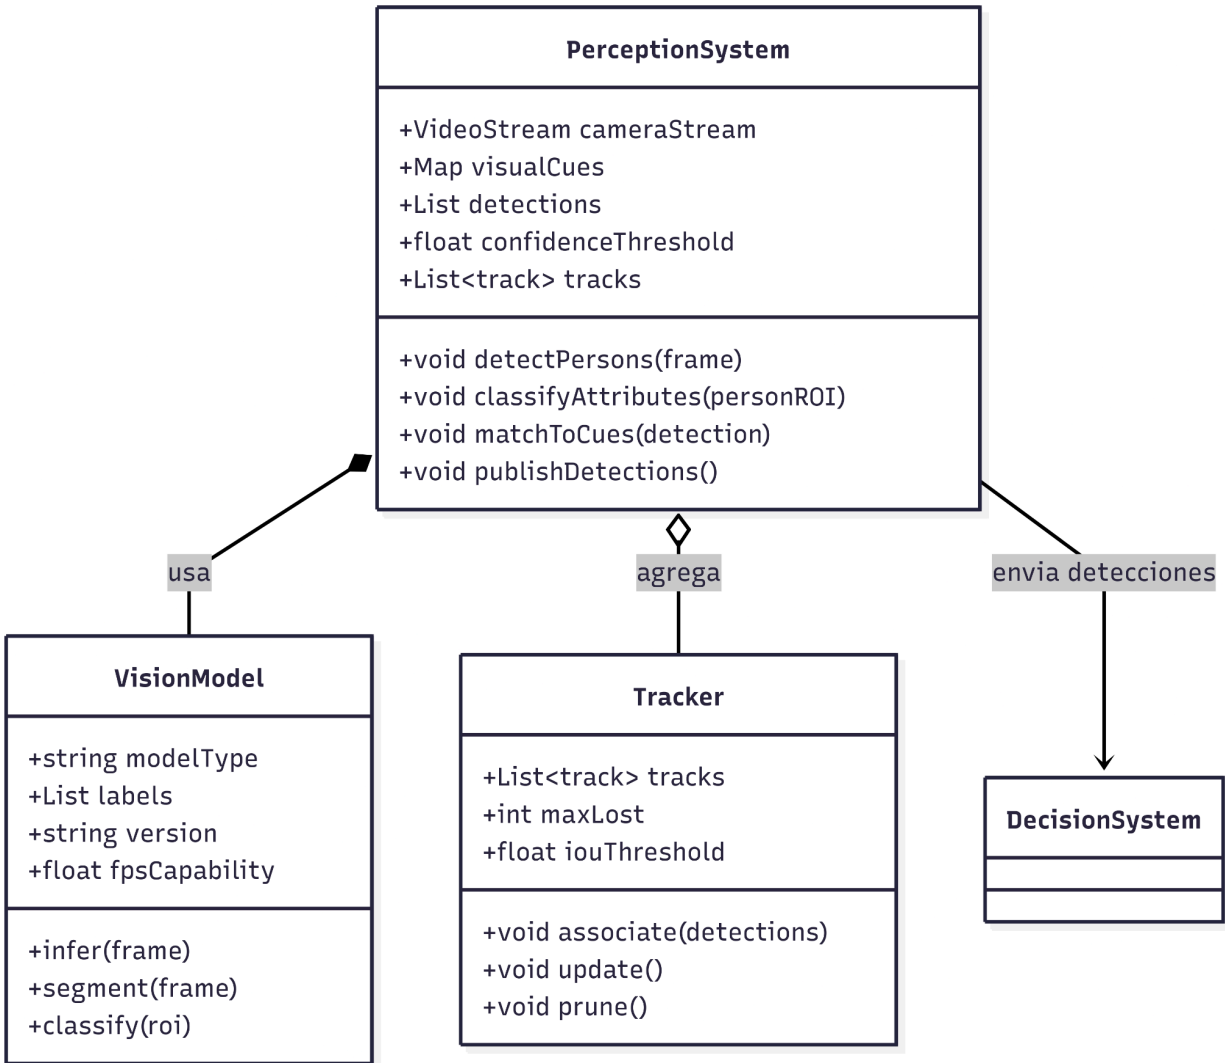 PerceptionSystem
+VideoStream cameraStream
+Map visualCues
+List detections
+float confidenceThreshold
+List<track> tracks
+void detectPersons(frame)
+void classifyAttributes(personROI)
+void matchToCues(detection)
+void publishDetections()
usa
agrega
envia detecciones
VisionModel
+string modelType
+List labels
+string version
+float fpsCapability
+infer(frame)
+segment(frame)
+classify(roi)
Tracker
+List<track> tracks
+int maxLost
+float iouThreshold
+void associate(detections)
+void update()
+void prune()
DecisionSystem